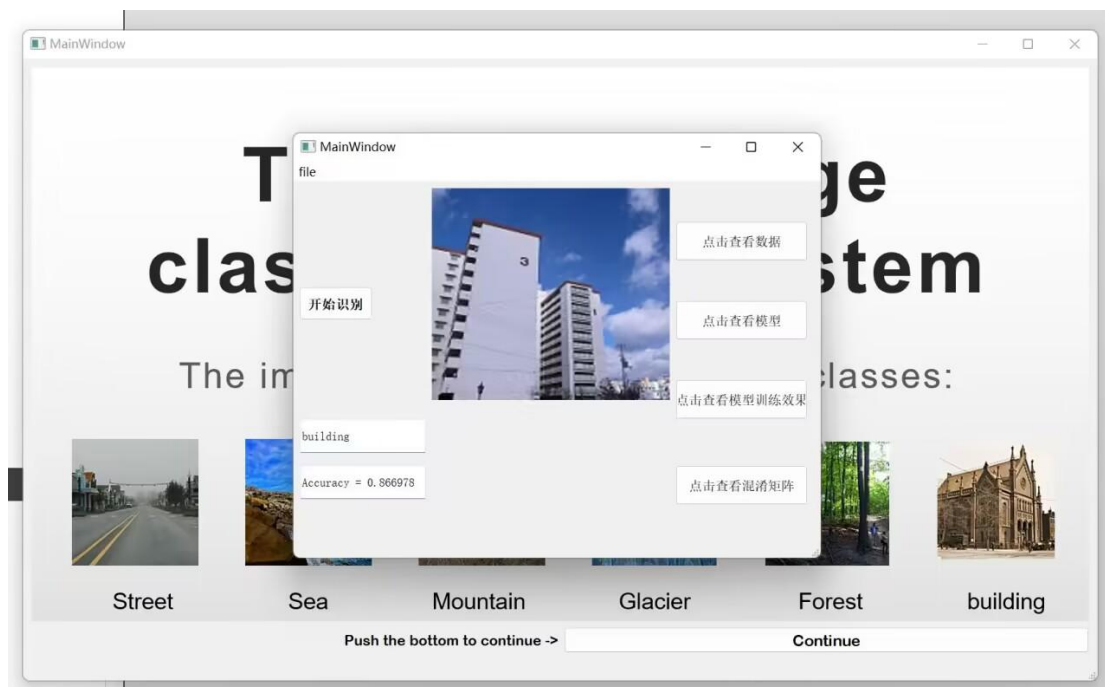 MainWindow
MainWindow
file
点击查看数据
3
开始识别
点击查看模型
点击查看模型训练效果
building
Accuracy = 0.866978
点击查看混淆矩阵
T ge
clas stem
The im classes:
Street Sea Mountain Glacier Forest building
Push the bottom to continue -> Continue